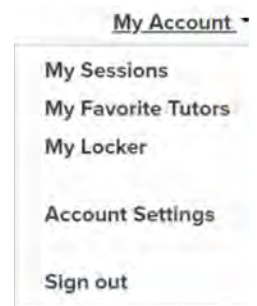 My Account
My Sessions
My Favorite Tutors
My Locker
Account Settings
Sign out